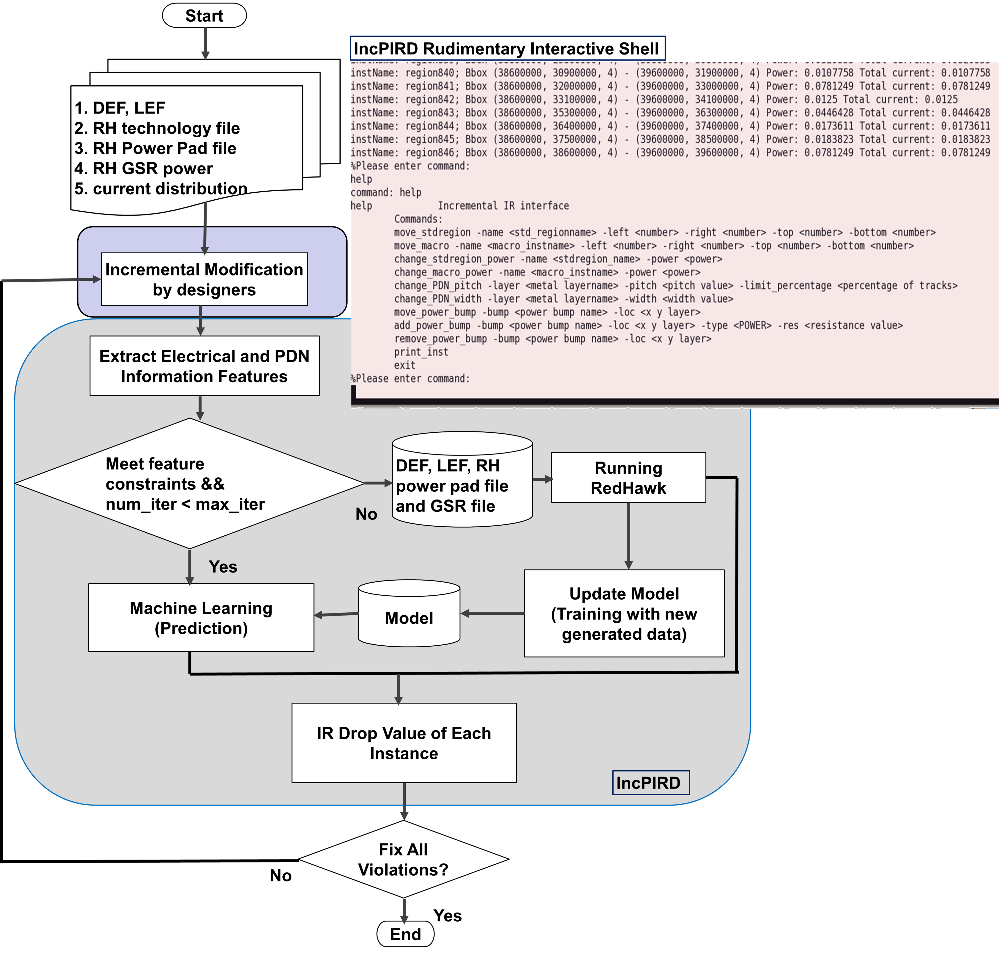 Start
1. DEF, LEF
2. RH technology file
3. RH Power Pad file
4. RH GSR power
5. current distribution
Incremental Modification
by designers
IncPIRD Rudimentary Interactive Shell
instName: region840; Bbox (38600000, 30900000, 4) - (39600000, 31900000, 4) Power: 0.0107758 Total current: 0.0107758
instName: region841; Bbox (38600000, 32000000, 4) - (39600000, 33000000, 4) Power: 0.0781249 Total current: 0.0781249
instName: region842; Bbox (38600000, 33100000, 4) - (39600000, 34100000, 4) Power: 0.0125 Total current: 0.0125
instName: region843; Bbox (38600000, 35300000, 4) - (39600000, 36300000, 4) Power: 0.0446428 Total current: 0.0446428
instName: region844; Bbox (38600000, 36400000, 4) - (39600000, 37400000, 4) Power: 0.0173611 Total current: 0.0173611
instName: region845; Bbox (38600000, 37500000, 4) - (39600000, 38500000, 4) Power: 0.0183823 Total current: 0.0183823
instName: region846; Bbox (38600000, 38600000, 4) - (39600000, 39600000, 4) Power: 0.0781249 Total current: 0.0781249
%Please enter command:
help
command: help
help Incremental IR interface
Commands:
move_stdregion -name <std_regionname> -left <number> -right <number> -top <number> -bottom <number>
move_macro -name <macro_instname> -left <number> -right <number> -top <number> -bottom <number>
change_stdregion_power -name <stdregion_name> -power <power>
change_macro_power -name <macro_instname> -power <power>
change_PDN_pitch -layer <metal layername> -pitch <pitch value> -limit_percentage <percentage of tracks>
change_PDN_width -layer <metal layername> -width <width value>
move_power_bump -bump <power bump name> -loc <x y layer>
add_power_bump -bump <power bump name> -loc <x y layer> -type <POWER> -res <resistance value>
remove_power_bump -bump <power bump name> -loc <x y layer>
print_inst
exit
%Please enter command:
Extract Electrical and PDN
Information Features
Meet feature
constraints &&
num_iter < max_iter
No
DEF, LEF, RH
power pad file
and GSR file
Running
RedHawk
Yes
Machine Learning
(Prediction)
Model
Update Model
(Training with new
generated data)
IR Drop Value of Each
Instance
IncPIRD
Fix All
Violations?
No
Yes
End